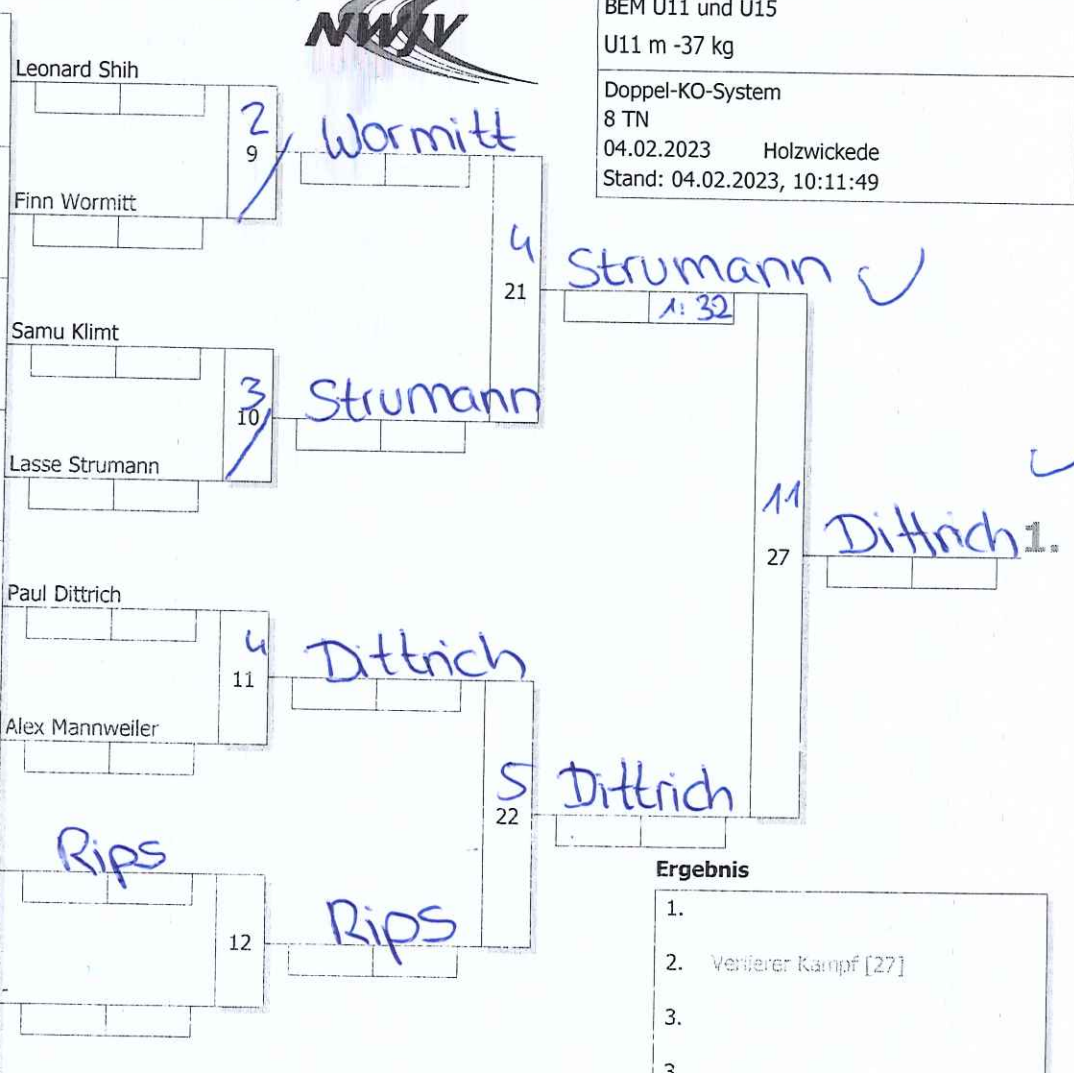 NWJV
BEM U11 und U15
U11 m -37 kg
Doppel-KO-System
8 TN
04.02.2023 Holzwickede
Stand: 04.02.2023, 10:11:49
Leonard Shih
2
9
Wormitt
Finn Wormitt
4
21
Strumann
1:32
Samu Klimt
3
10
Strumann
Lasse Strumann
11
27
Dittrich 1.
Paul Dittrich
4
11
Dittrich
Alex Mannweiler
5
22
Dittrich
Rips
12
Rips
Ergebnis
1.
2. Verlierer Kampf [27]
3.
3.